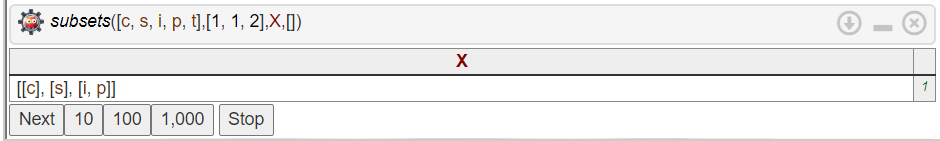 subsets([c, s, i, p, t],[1, 1, 2],X,[])
X
[[c], [s], [i, p]] 1
Next 10 100 1,000 Stop